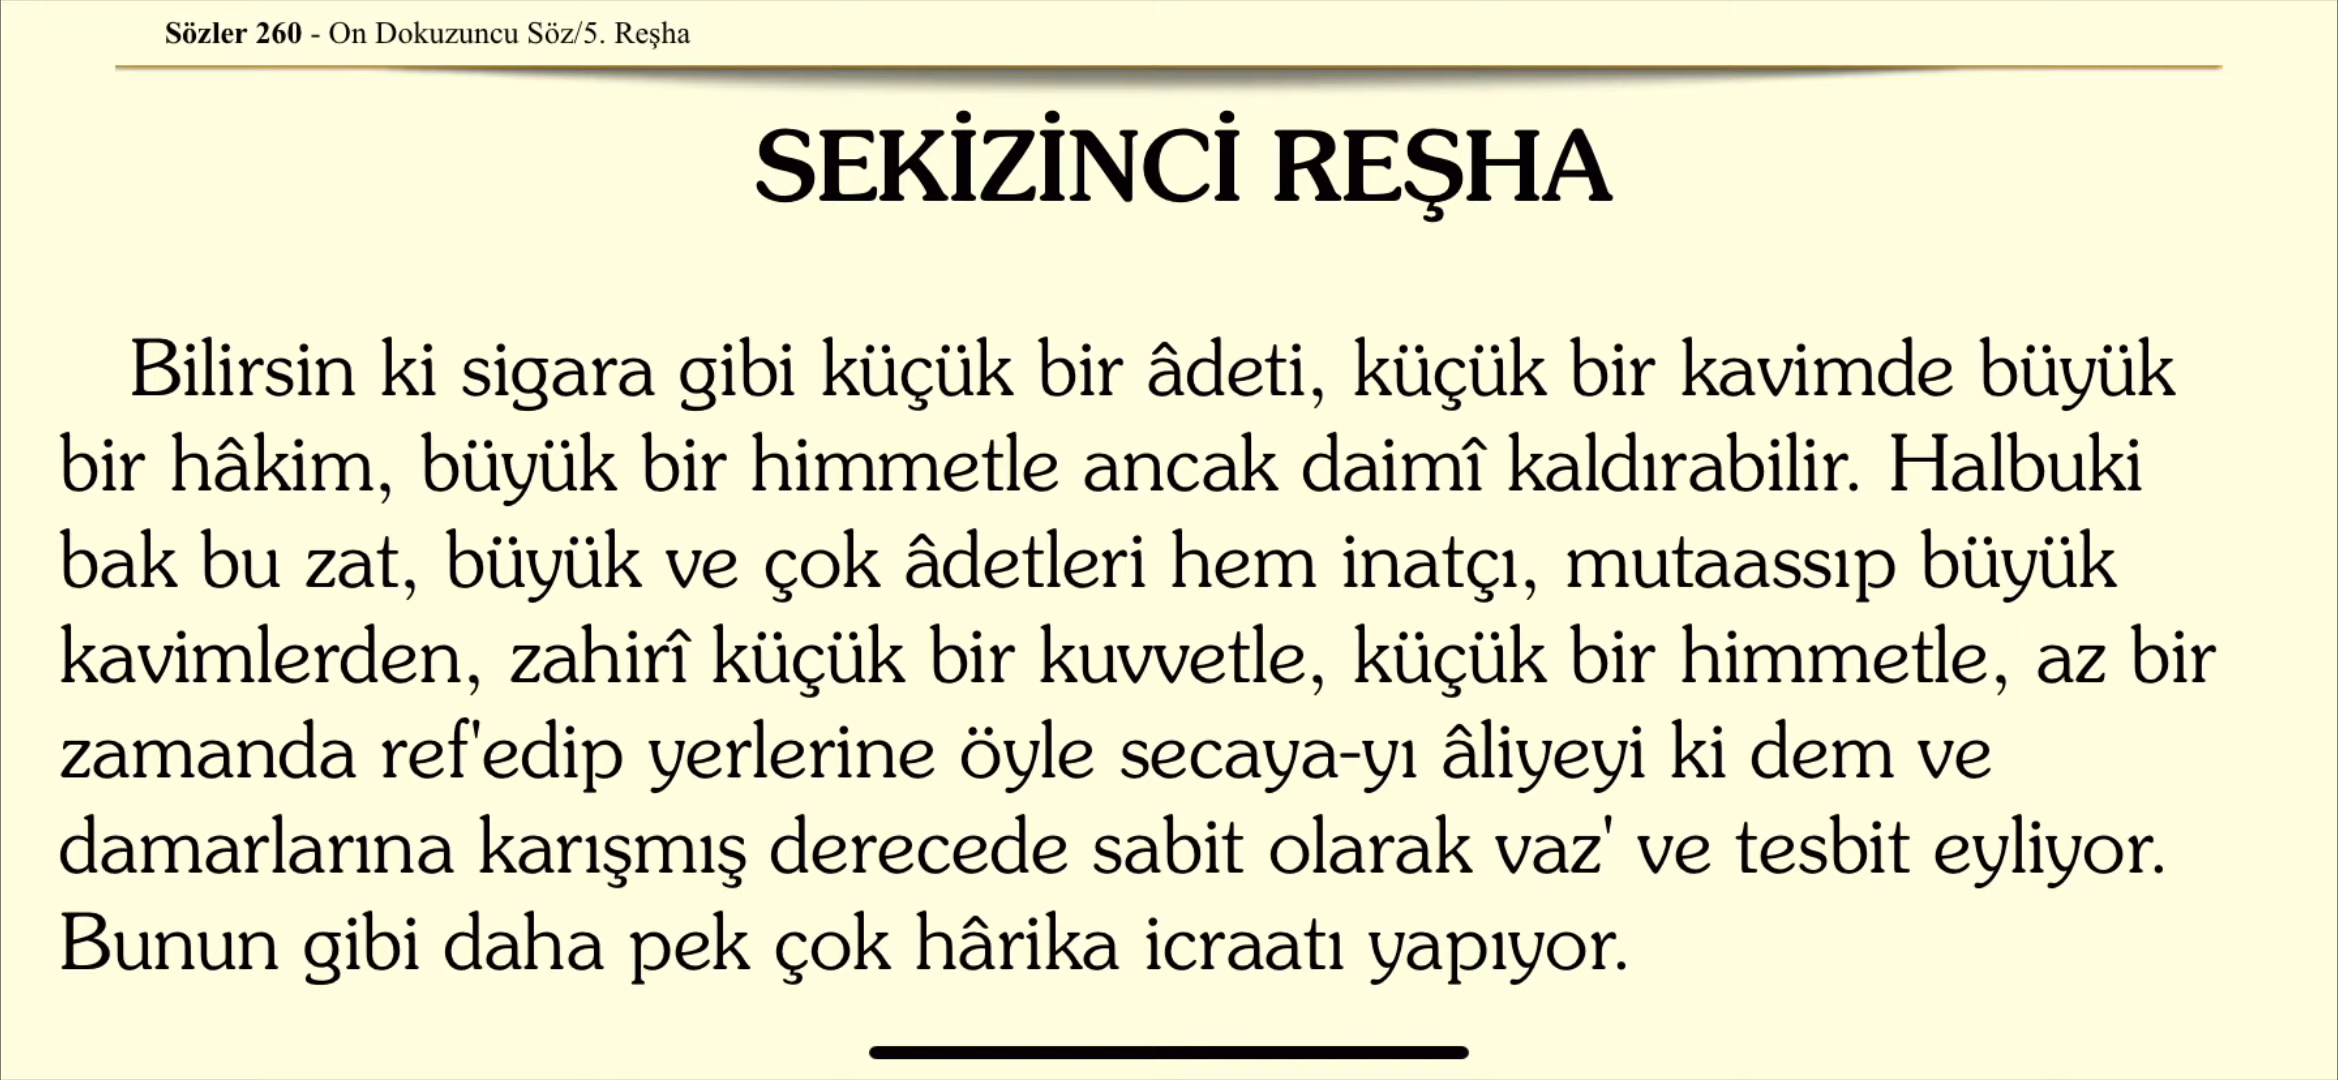 Sözler 260 - On Dokuzuncu Söz/5. Reşha
SEKİZİNCİ REŞHA
Bilirsin ki sigara gibi küçük bir âdeti, küçük bir kavimde büyük
bir hâkim, büyük bir himmetle ancak daimî kaldırabilir. Halbuki
bak bu zat, büyük ve çok âdetleri hem inatçı, mutaassıp büyük
kavimlerden, zahirî küçük bir kuvvetle, küçük bir himmetle, az bir
zamanda ref'edip yerlerine öyle secaya-yı âliyeyi ki dem ve
damarlarına karışmış derecede sabit olarak vaz' ve tesbit eyliyor.
Bunun gibi daha pek çok hârika icraatı yapıyor.